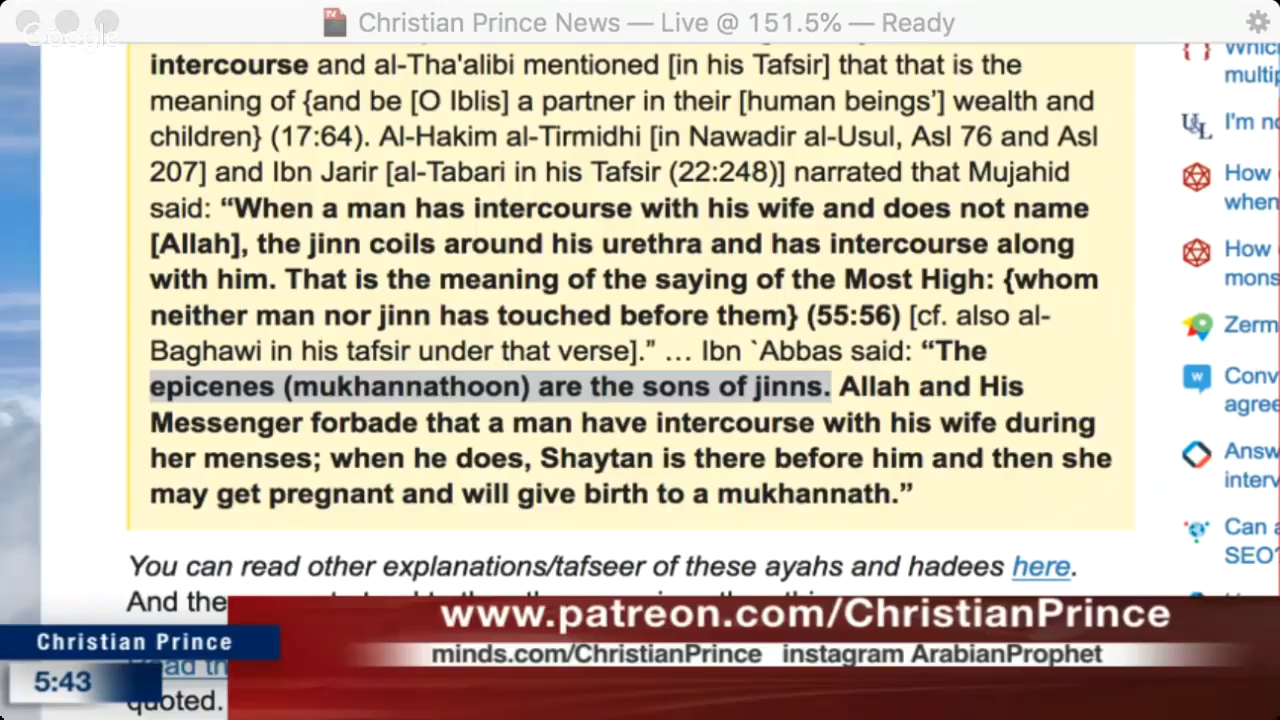 Christian Prince News — Live @ 151.5% — Ready
Google
intercourse and al-Tha'alibi mentioned [in his Tafsir] that that is the
meaning of {and be [O Iblis] a partner in their [human beings'] wealth and
children} (17:64). Al-Hakim al-Tirmidhi [in Nawadir al-Usul, Asl 76 and Asl
207] and Ibn Jarir [al-Tabari in his Tafsir (22:248)] narrated that Mujahid
said: “When a man has intercourse with his wife and does not name
[Allah], the jinn coils around his urethra and has intercourse along
with him. That is the meaning of the saying of the Most High: {whom
neither man nor jinn has touched before them} (55:56) [cf. also al-
Baghawi in his tafsir under that verse].” … Ibn `Abbas said: “The
epicenes (mukhannathoon) are the sons of jinns. Allah and His
Messenger forbade that a man have intercourse with his wife during
her menses; when he does, Shaytan is there before him and then she
may get pregnant and will give birth to a mukhannath.”
You can read other explanations/tafseer of these ayahs and hadees here.
And the
quoted.
multip
I'm no
How
when
How
mons
Zerm
Conv
agree
Answ
interv
Can a
SEO?
www.patreon.com/ChristianPrince
minds.com/ChristianPrince instagram ArabianProphet
Christian Prince
5:43